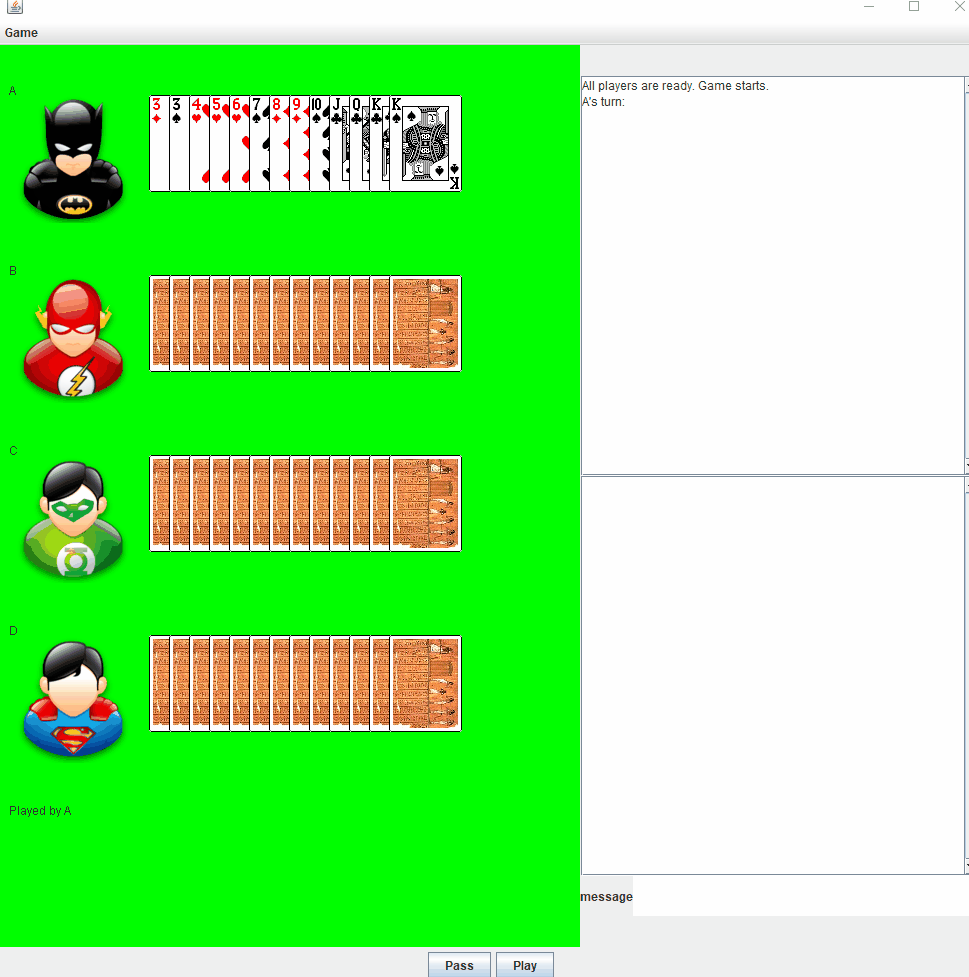 Game
A
3 3 4 5 6 7 8 9 10 J Q K K
K
B
C
D
Played by A
All players are ready. Game starts.
A's turn:
message
Pass
Play